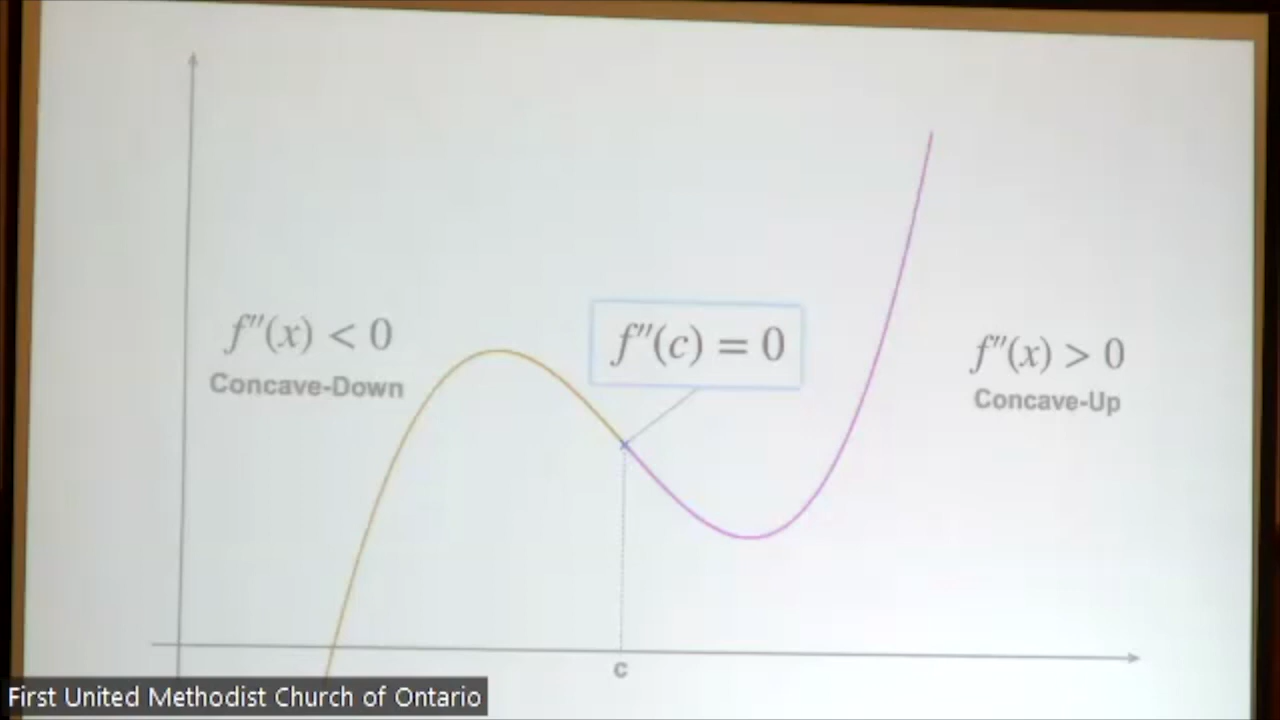 f″(x) < 0
Concave-Down
f″(c) = 0
f″(x) > 0
Concave-Up
c
First United Methodist Church of Ontario